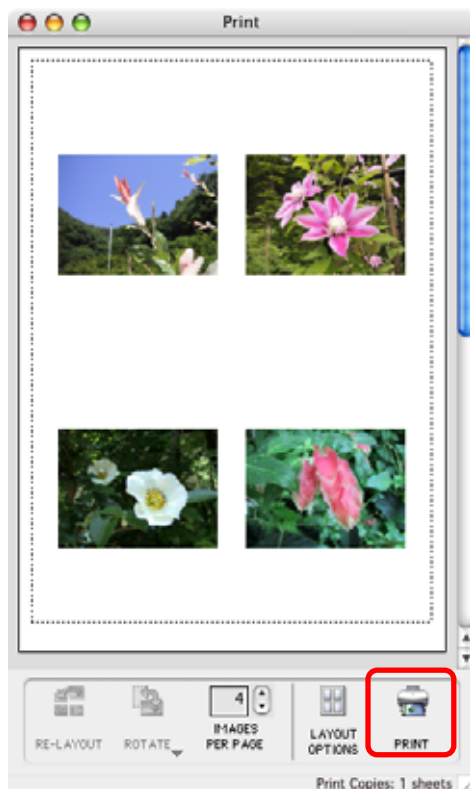 Print
4
RE-LAYOUT
ROTATE
IMAGES
PER PAGE
LAYOUT
OPTIONS
PRINT
Print Copies: 1 sheets